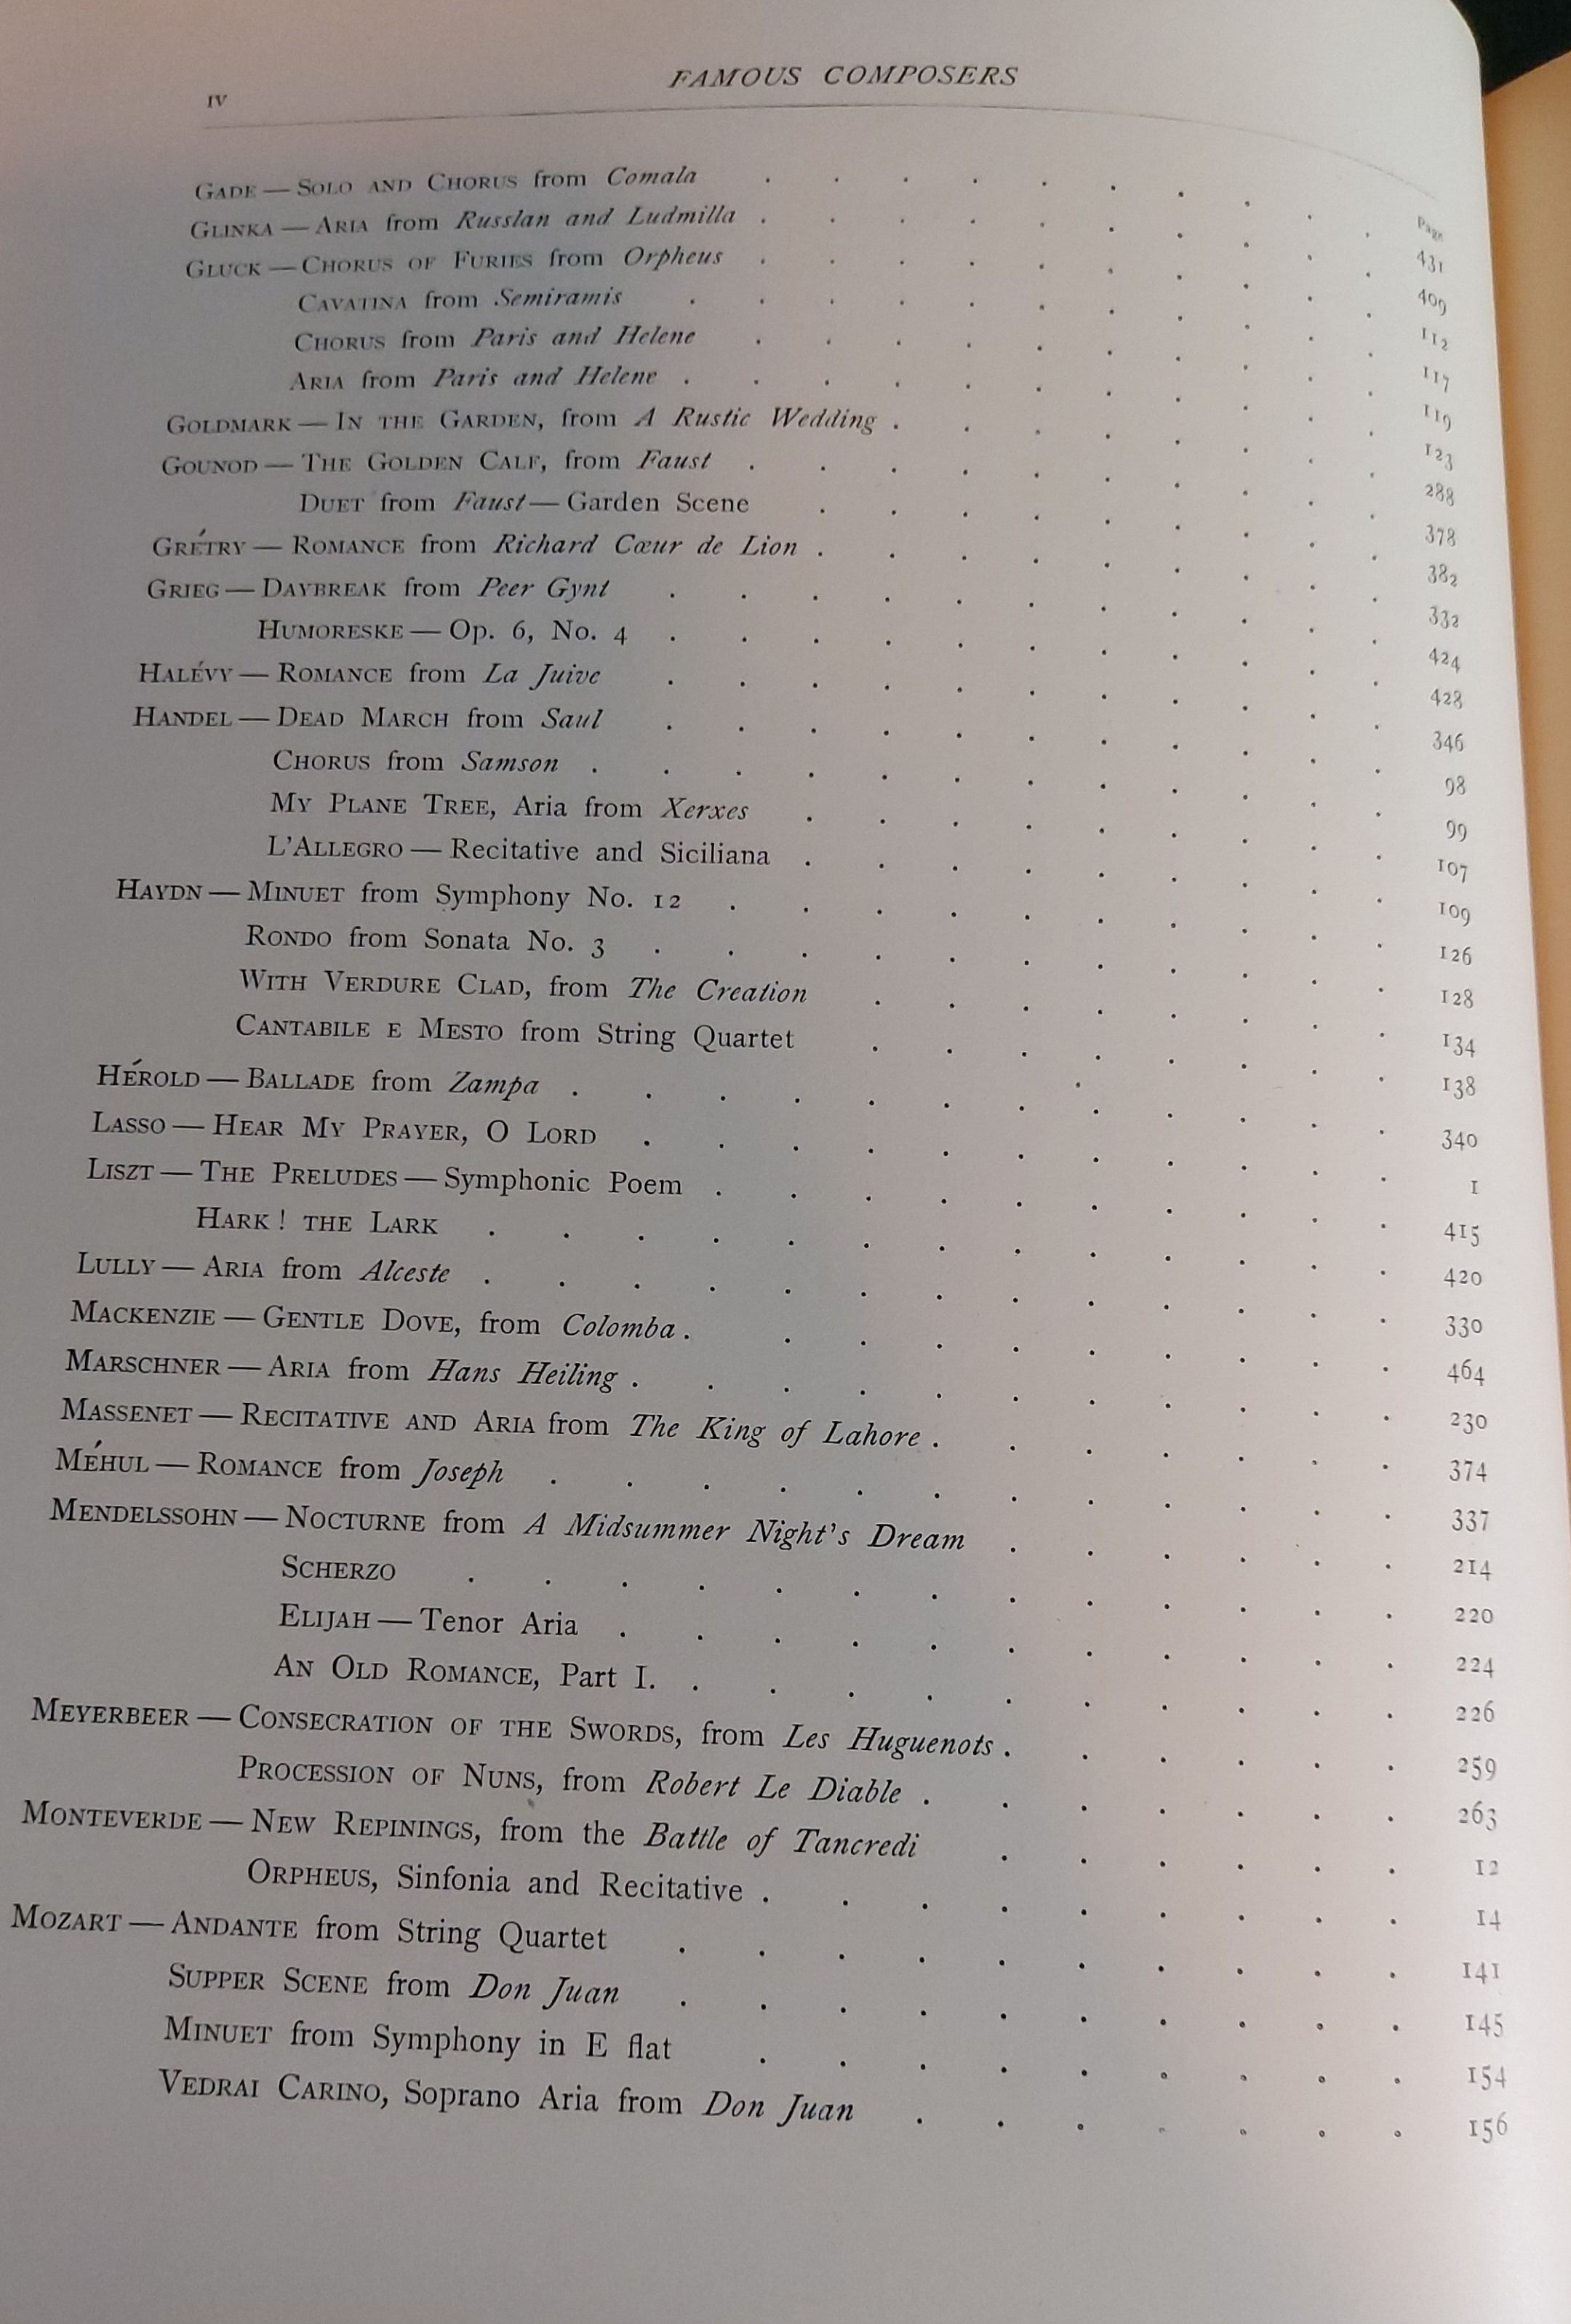 IV
FAMOUS COMPOSERS
Page
GADE — SOLO AND CHORUS from Comala 431
GLINKA — ARIA from Russlan and Ludmilla 409
GLUCK — CHORUS OF FURIES from Orpheus 112
CAVATINA from Semiramis 117
CHORUS from Paris and Helene 119
ARIA from Paris and Helene 123
GOLDMARK — IN THE GARDEN, from A Rustic Wedding 288
GOUNOD — THE GOLDEN CALF, from Faust 378
DUET from Faust — Garden Scene 382
GRÉTRY — ROMANCE from Richard Cœur de Lion 332
GRIEG — DAYBREAK from Peer Gynt 424
HUMORESKE — Op. 6, No. 4 428
HALÉVY — ROMANCE from La Juive 346
HANDEL — DEAD MARCH from Saul 98
CHORUS from Samson 99
MY PLANE TREE, Aria from Xerxes 107
L'ALLEGRO — Recitative and Siciliana 109
HAYDN — MINUET from Symphony No. 12 126
RONDO from Sonata No. 3 128
WITH VERDURE CLAD, from The Creation 134
CANTABILE E MESTO from String Quartet 138
HÉROLD — BALLADE from Zampa 340
LASSO — HEAR MY PRAYER, O LORD 1
LISZT — THE PRELUDES — Symphonic Poem 415
HARK! THE LARK 420
LULLY — ARIA from Alceste 330
MACKENZIE — GENTLE DOVE, from Colomba 464
MARSCHNER — ARIA from Hans Heiling 230
MASSENET — RECITATIVE AND ARIA from The King of Lahore 374
MÉHUL — ROMANCE from Joseph 337
MENDELSSOHN — NOCTURNE from A Midsummer Night's Dream 214
SCHERZO 220
ELIJAH — Tenor Aria 224
AN OLD ROMANCE, Part I. 226
MEYERBEER — CONSECRATION OF THE SWORDS, from Les Huguenots 259
PROCESSION OF NUNS, from Robert Le Diable 263
MONTEVERDE — NEW REPININGS, from the Battle of Tancredi 12
ORPHEUS, Sinfonia and Recitative 14
MOZART — ANDANTE from String Quartet 141
SUPPER SCENE from Don Juan 145
MINUET from Symphony in E flat 154
VEDRAI CARINO, Soprano Aria from Don Juan 156